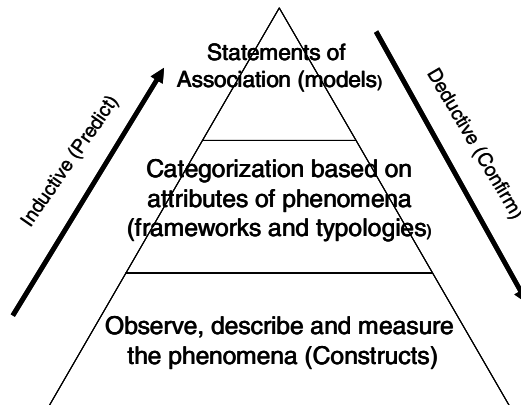 Statements of
Association (models)
Inductive (Predict)
Deductive (Confirm)
Categorization based on
attributes of phenomena
(frameworks and typologies)
Observe, describe and measure
the phenomena (Constructs)